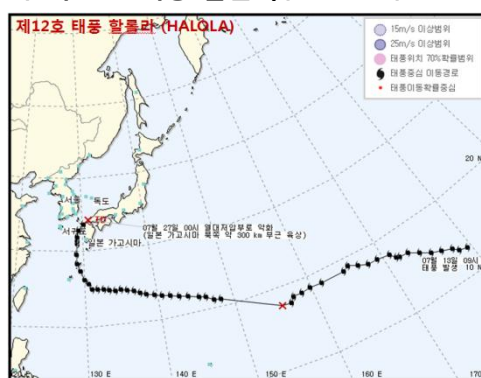 제12호 태풍 할롤라 (HALOLA)
15m/s 이상범위
25m/s 이상범위
태풍위치 70%확률범위
태풍중심 이동경로
태풍이동확률중심
20 N
서울
독도
TD
07월 27일 00시 열대저압부로 약화
(일본 가고시마 북쪽 약 300 km 부근 육상)
서귀포
일본 가고시마
07월 13일 09시
태풍 발생
10 N
120 E
130 E
140 E
150 E
160 E
170